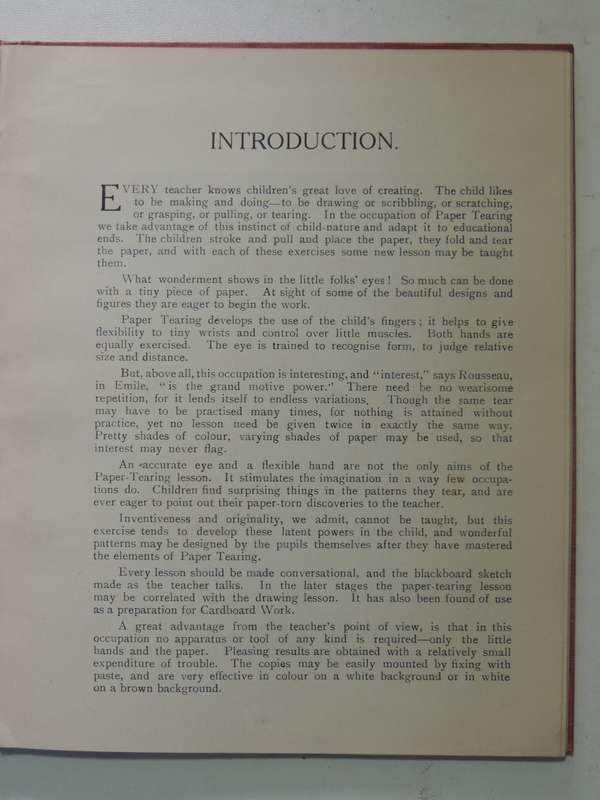 INTRODUCTION.
EVERY teacher knows children's great love of creating. The child likes
to be making and doing—to be drawing or scribbling, or scratching,
or grasping, or pulling, or tearing. In the occupation of Paper Tearing
we take advantage of this instinct of child-nature and adapt it to educational
ends. The children stroke and pull and place the paper, they fold and tear
the paper, and with each of these exercises some new lesson may be taught
them.
What wonderment shows in the little folks' eyes! So much can be done
with a tiny piece of paper. At sight of some of the beautiful designs and
figures they are eager to begin the work.
Paper Tearing develops the use of the child's fingers; it helps to give
flexibility to tiny wrists and control over little muscles. Both hands are
equally exercised. The eye is trained to recognise form, to judge relative
size and distance.
But, above all, this occupation is interesting, and "interest," says Rousseau,
in Emile, "is the grand motive power." There need be no wearisome
repetition, for it lends itself to endless variations. Though the same tear
may have to be practised many times, for nothing is attained without
practice, yet no lesson need be given twice in exactly the same way.
Pretty shades of colour, varying shades of paper may be used, so that
interest may never flag.
An accurate eye and a flexible hand are not the only aims of the
Paper-Tearing lesson. It stimulates the imagination in a way few occupa-
tions do. Children find surprising things in the patterns they tear, and are
ever eager to point out their paper-torn discoveries to the teacher.
Inventiveness and originality, we admit, cannot be taught, but this
exercise tends to develop these latent powers in the child, and wonderful
patterns may be designed by the pupils themselves after they have mastered
the elements of Paper Tearing.
Every lesson should be made conversational, and the blackboard sketch
made as the teacher talks. In the later stages the paper-tearing lesson
may be correlated with the drawing lesson. It has also been found of use
as a preparation for Cardboard Work.
A great advantage from the teacher's point of view, is that in this
occupation no apparatus or tool of any kind is required—only the little
hands and the paper. Pleasing results are obtained with a relatively small
expenditure of trouble. The copies may be easily mounted by fixing with
paste, and are very effective in colour on a white background or in white
on a brown background.